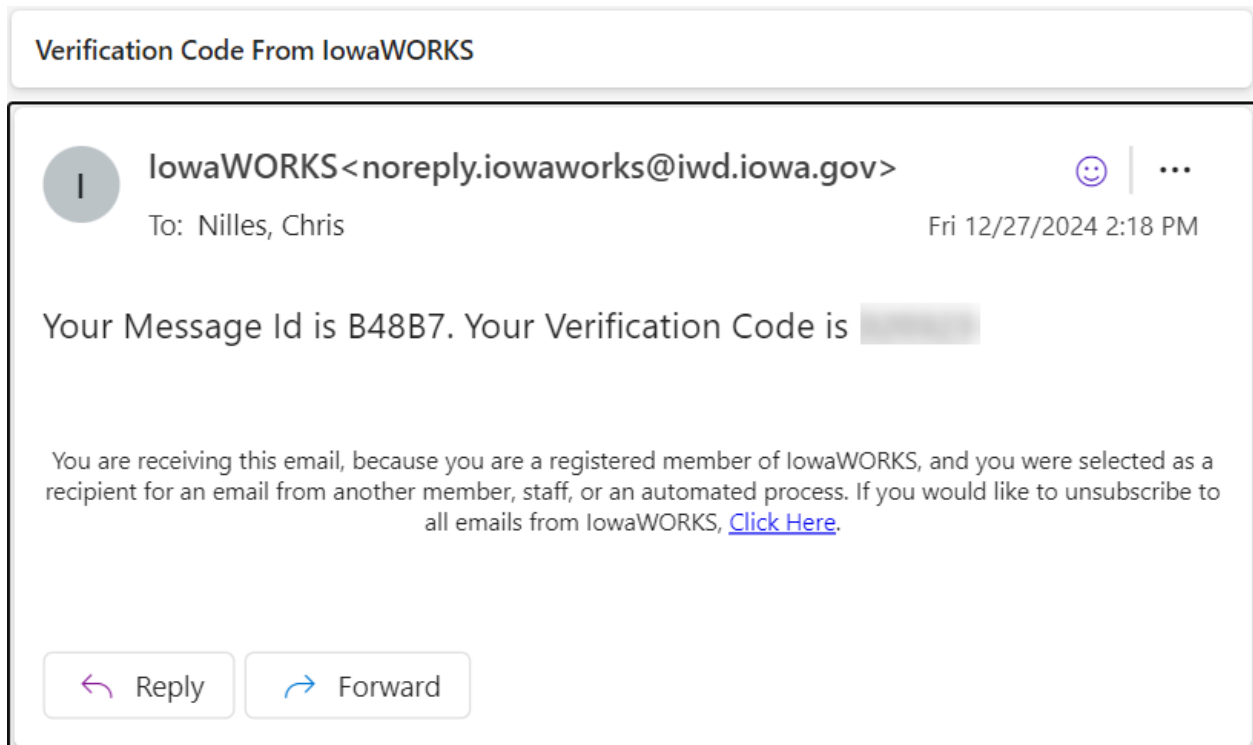 Verification Code From IowaWORKS
I
IowaWORKS<noreply.iowaworks@iwd.iowa.gov>
To: Nilles, Chris
Fri 12/27/2024 2:18 PM
Your Message Id is B48B7. Your Verification Code is
You are receiving this email, because you are a registered member of IowaWORKS, and you were selected as a
recipient for an email from another member, staff, or an automated process. If you would like to unsubscribe to
all emails from IowaWORKS, Click Here.
Reply
Forward